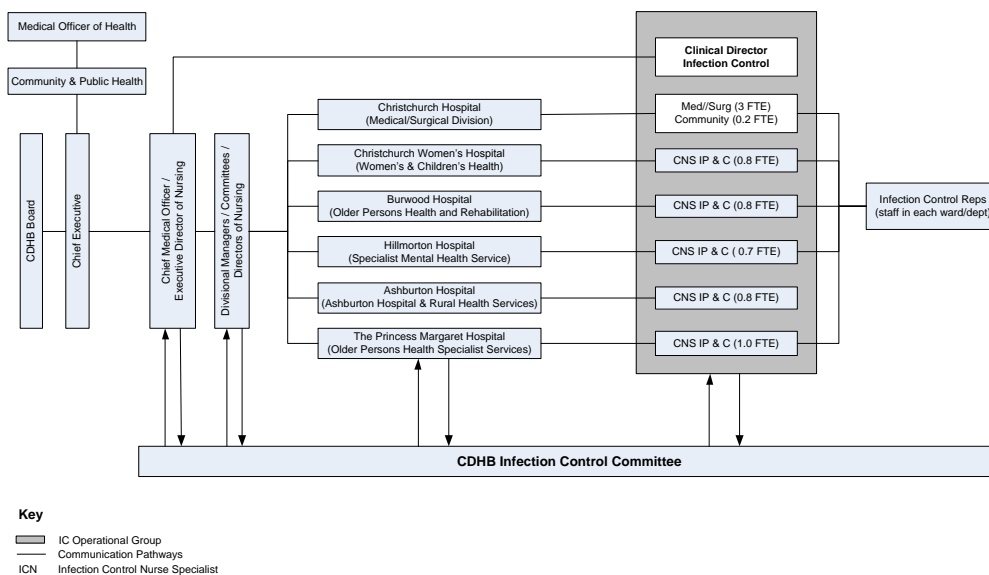 Medical Officer of Health
Community & Public Health
CDHB Board
Chief Executive
Chief Medical Officer /
Executive Director of Nursing
Divisional Managers / Committees /
Directors of Nursing
Christchurch Hospital
(Medical/Surgical Division)
Christchurch Women's Hospital
(Women's & Children's Health)
Burwood Hospital
(Older Persons Health and Rehabilitation)
Hillmorton Hospital
(Specialist Mental Health Service)
Ashburton Hospital
(Ashburton Hospital & Rural Health Services)
The Princess Margaret Hospital
(Older Persons Health Specialist Services)
Clinical Director
Infection Control
Med//Surg (3 FTE)
Community (0.2 FTE)
CNS IP & C (0.8 FTE)
CNS IP & C (0.8 FTE)
CNS IP & C ( 0.7 FTE)
CNS IP & C (0.8 FTE)
CNS IP & C (1.0 FTE)
Infection Control Reps
(staff in each ward/dept)
CDHB Infection Control Committee
Key
IC Operational Group
Communication Pathways
ICN Infection Control Nurse Specialist